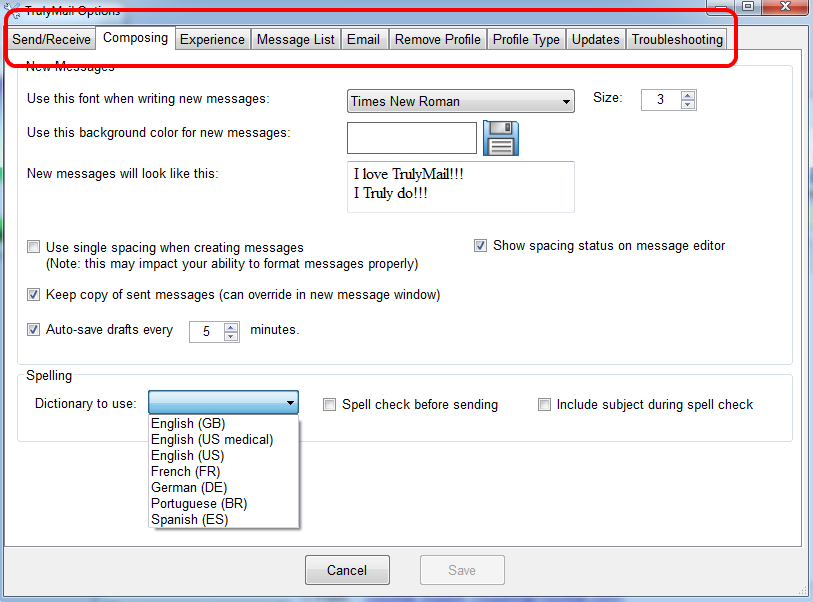 TrulyMail Options
Send/Receive Composing Experience Message List Email Remove Profile Profile Type Updates Troubleshooting
New Messages
Use this font when writing new messages: Times New Roman Size: 3
Use this background color for new messages:
New messages will look like this: I love TrulyMail!!!
I Truly do!!!
Use single spacing when creating messages Show spacing status on message editor
(Note: this may impact your ability to format messages properly)
Keep copy of sent messages (can override in new message window)
Auto-save drafts every 5 minutes.
Spelling
Dictionary to use: Spell check before sending Include subject during spell check
English (GB)
English (US medical)
English (US)
French (FR)
German (DE)
Portuguese (BR)
Spanish (ES)
Cancel Save